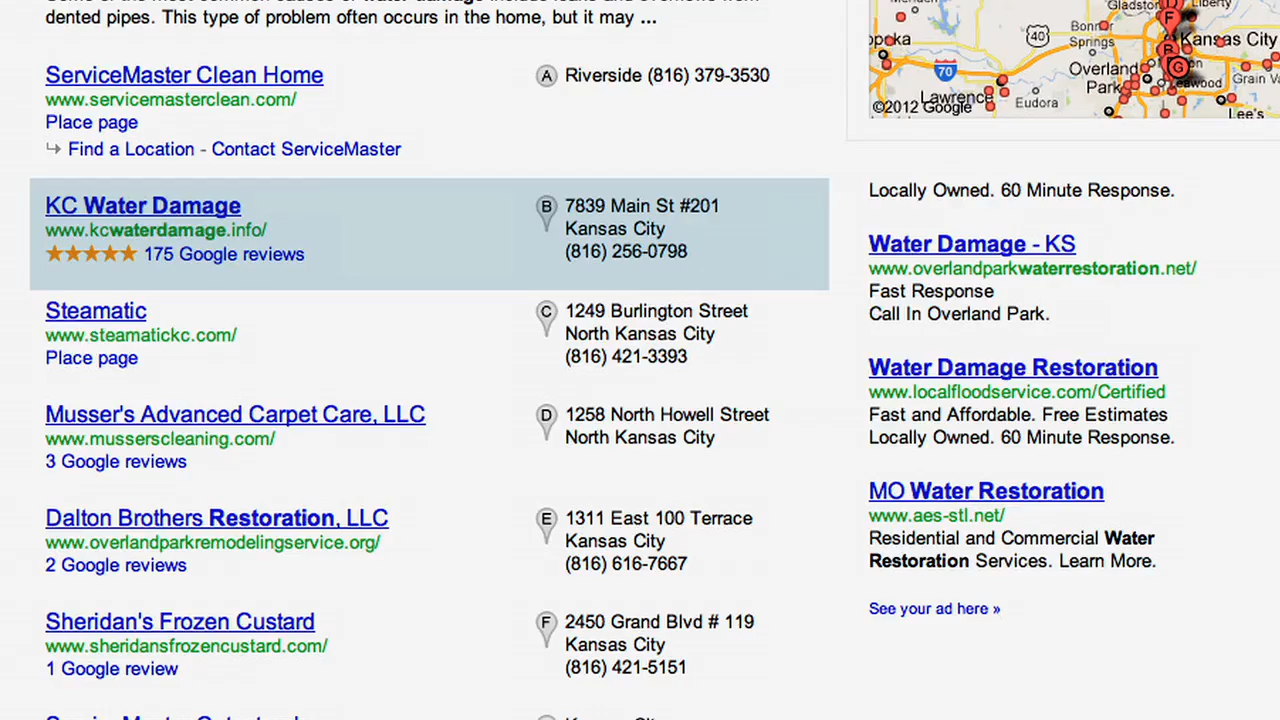 dented pipes. This type of problem often occurs in the home, but it may ...
ServiceMaster Clean Home
www.servicemasterclean.com/
Place page
Find a Location - Contact ServiceMaster
A Riverside (816) 379-3530
KC Water Damage
www.kcwaterdamage.info/
175 Google reviews
B 7839 Main St #201
Kansas City
(816) 256-0798
Steamatic
www.steamatickc.com/
Place page
C 1249 Burlington Street
North Kansas City
(816) 421-3393
Musser's Advanced Carpet Care, LLC
www.musserscleaning.com/
3 Google reviews
D 1258 North Howell Street
North Kansas City
Dalton Brothers Restoration, LLC
www.overlandparkremodelingservice.org/
2 Google reviews
E 1311 East 100 Terrace
Kansas City
(816) 616-7667
Sheridan's Frozen Custard
www.sheridansfrozencustard.com/
1 Google review
F 2450 Grand Blvd # 119
Kansas City
(816) 421-5151
Liberty
F
Kansas City
40
Bonner
Springs
70
Overland
Park
G
Lawrence
Eudora
Lee's
©2012 Google
Locally Owned. 60 Minute Response.
Water Damage - KS
www.overlandparkwaterrestoration.net/
Fast Response
Call In Overland Park.
Water Damage Restoration
www.localfloodservice.com/Certified
Fast and Affordable. Free Estimates
Locally Owned. 60 Minute Response.
MO Water Restoration
www.aes-stl.net/
Residential and Commercial Water
Restoration Services. Learn More.
See your ad here »